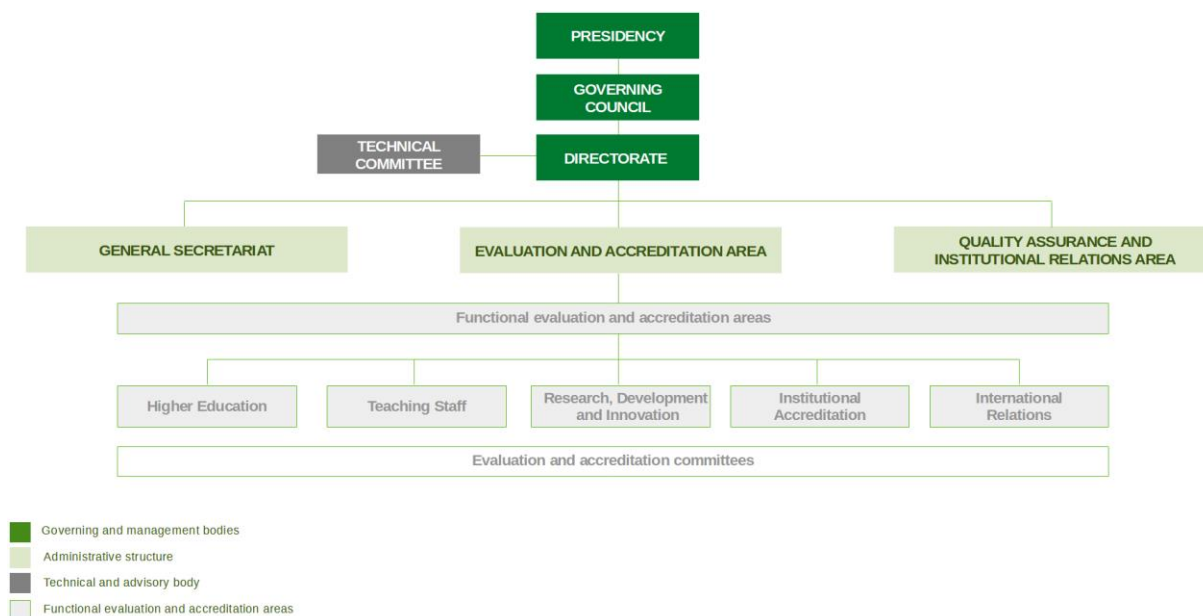 PRESIDENCY
GOVERNING
COUNCIL
TECHNICAL
COMMITTEE
DIRECTORATE
GENERAL SECRETARIAT
EVALUATION AND ACCREDITATION AREA
QUALITY ASSURANCE AND
INSTITUTIONAL RELATIONS AREA
Functional evaluation and accreditation areas
Higher Education
Teaching Staff
Research, Development
and Innovation
Institutional
Accreditation
International
Relations
Evaluation and accreditation committees
Governing and management bodies
Administrative structure
Technical and advisory body
Functional evaluation and accreditation areas